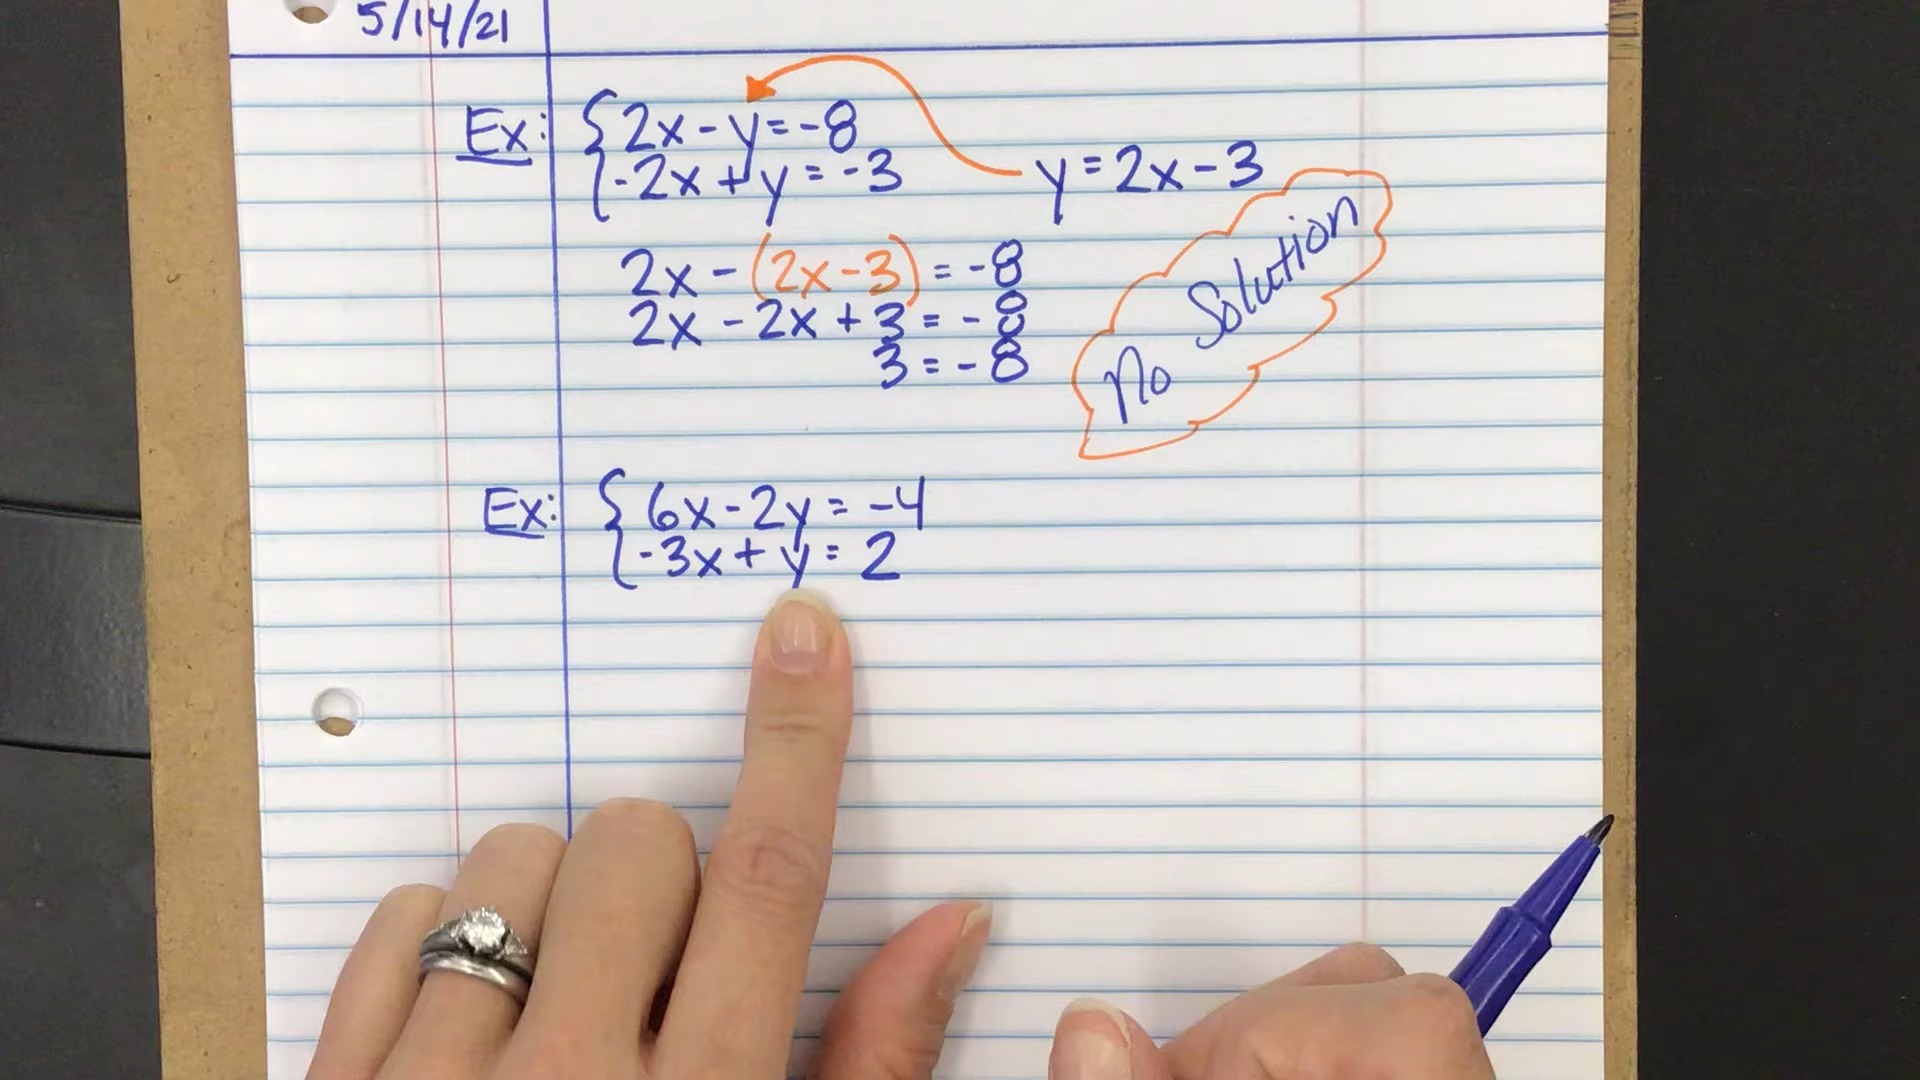 5/14/21
Ex: { 2x - y = -8
-2x + y = -3
y = 2x - 3
2x - (2x - 3) = -8
2x - 2x + 3 = -8
3 = -8
No Solution
Ex: { 6x - 2y = -4
-3x + y = 2